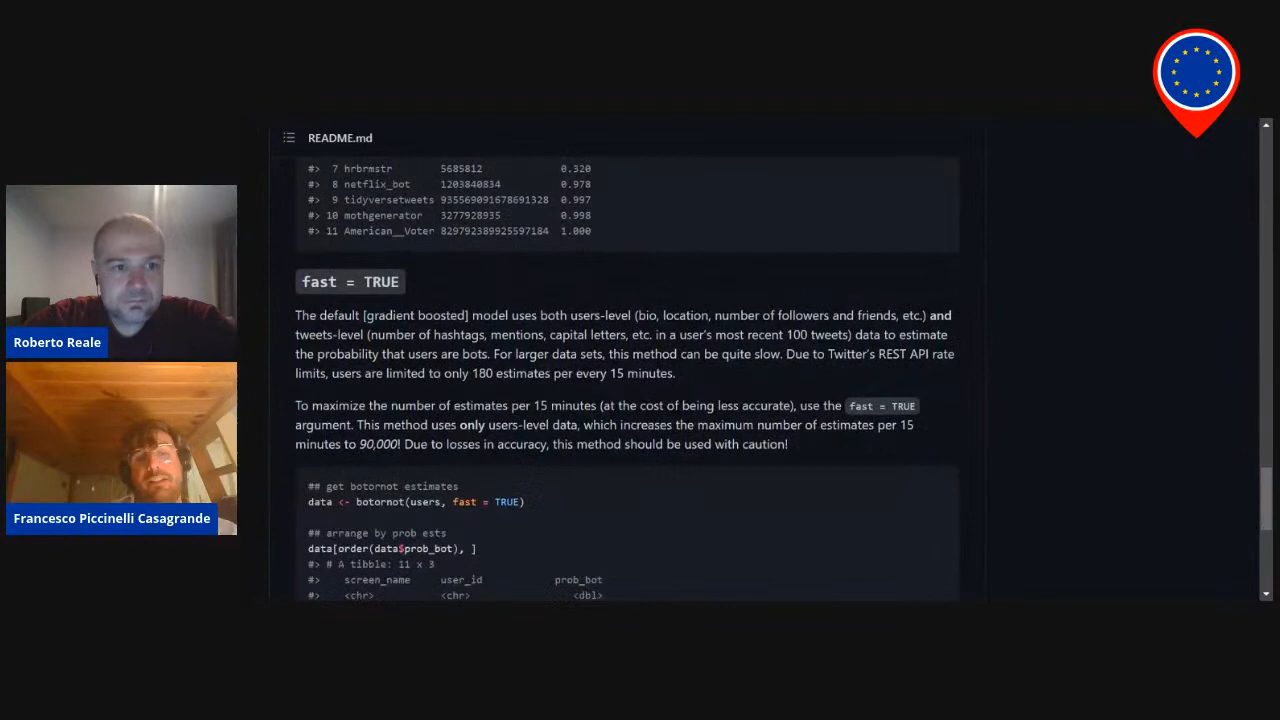 README.md
#>  7 hrbrmstr      5685812             0.320
#>  8 netflix_bot     1203840834          0.978
#>  9 tidyversetweets 935569091678691328  0.997
#> 10 mothgenerator   3277928935          0.998
#> 11 American__Voter 829792389925597184  1.000
fast = TRUE
The default [gradient boosted] model uses both users-level (bio, location, number of followers and friends, etc.) and
tweets-level (number of hashtags, mentions, capital letters, etc. in a user's most recent 100 tweets) data to estimate
the probability that users are bots. For larger data sets, this method can be quite slow. Due to Twitter's REST API rate
limits, users are limited to only 180 estimates per every 15 minutes.
To maximize the number of estimates per 15 minutes (at the cost of being less accurate), use the fast = TRUE
argument. This method uses only users-level data, which increases the maximum number of estimates per 15
minutes to 90,000! Due to losses in accuracy, this method should be used with caution!
## get botornot estimates
data <- botornot(users, fast = TRUE)
## arrange by prob ests
data[order(data$prob_bot), ]
#> # A tibble: 11 x 3
#>    screen_name     user_id            prob_bot
#>    <chr>           <chr>                 <dbl>
Roberto Reale
Francesco Piccinelli Casagrande